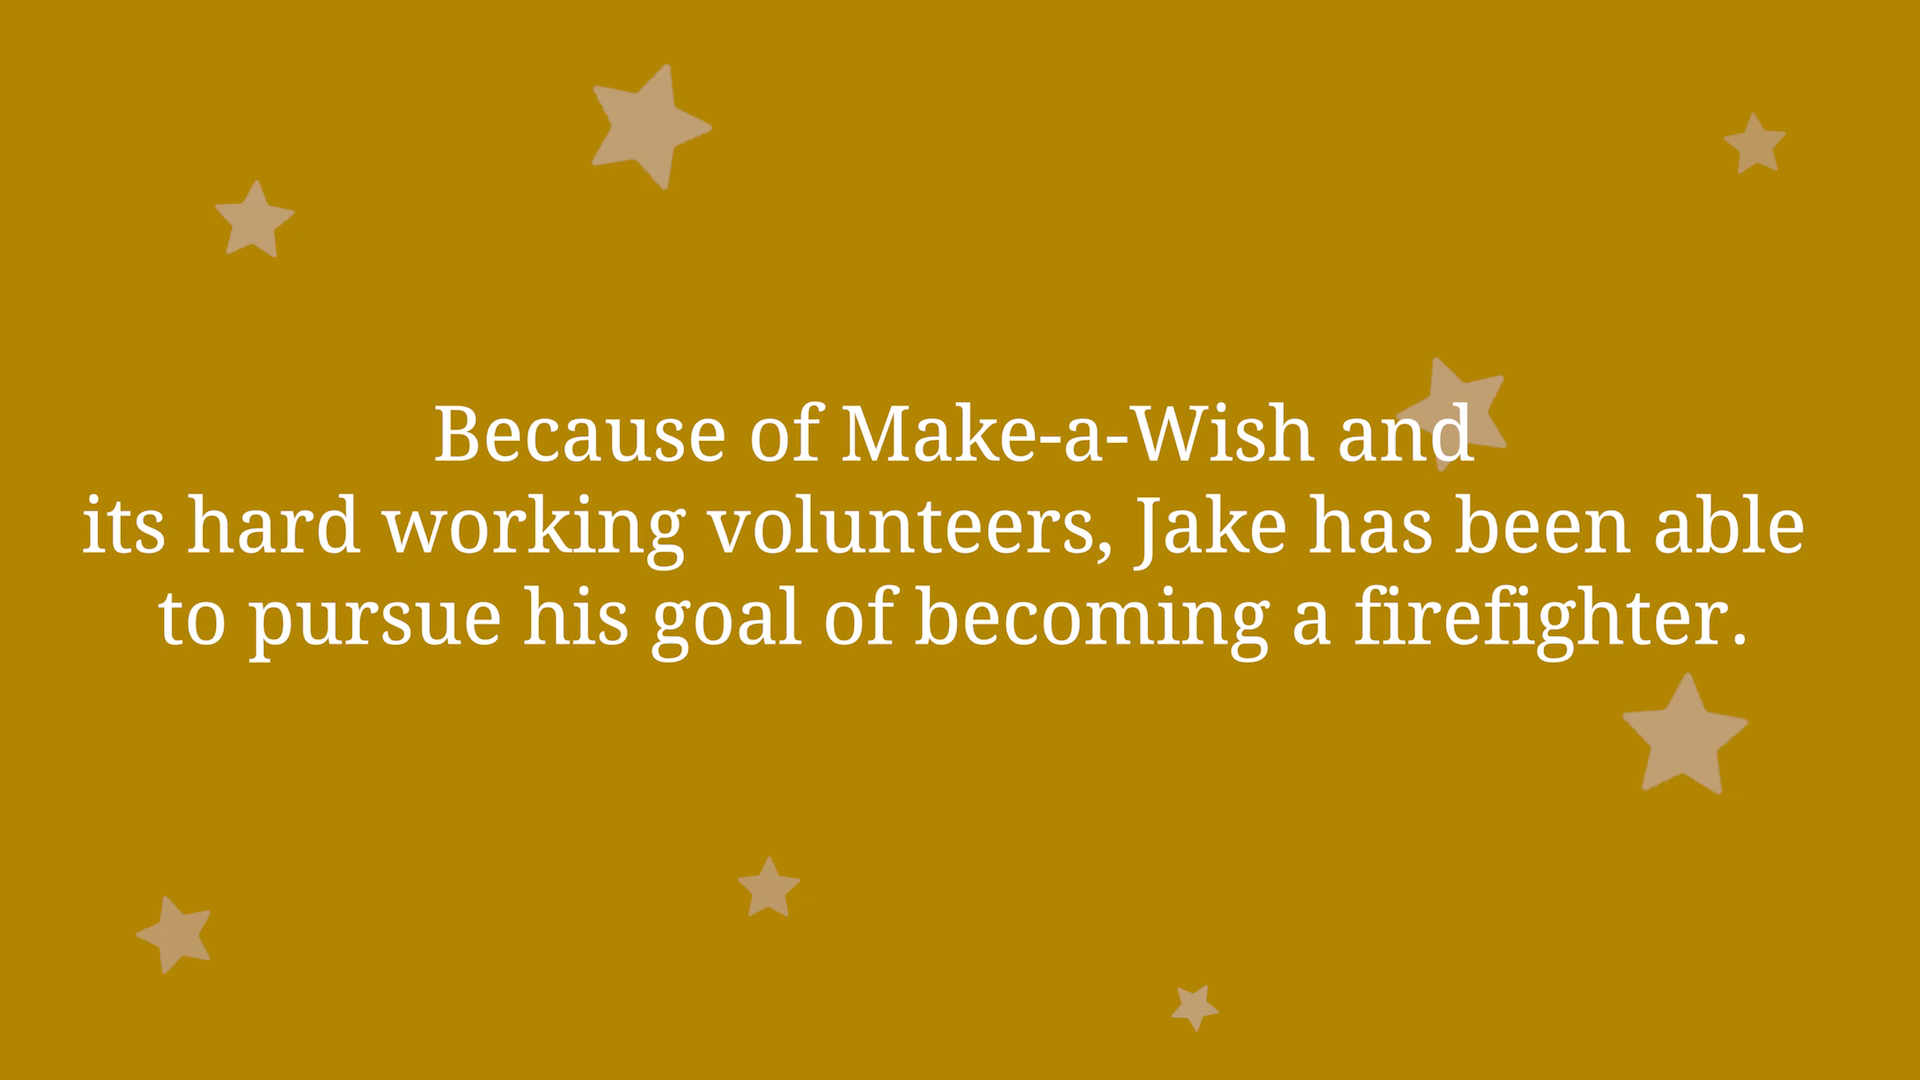 Because of Make-a-Wish and
its hard working volunteers, Jake has been able
to pursue his goal of becoming a firefighter.